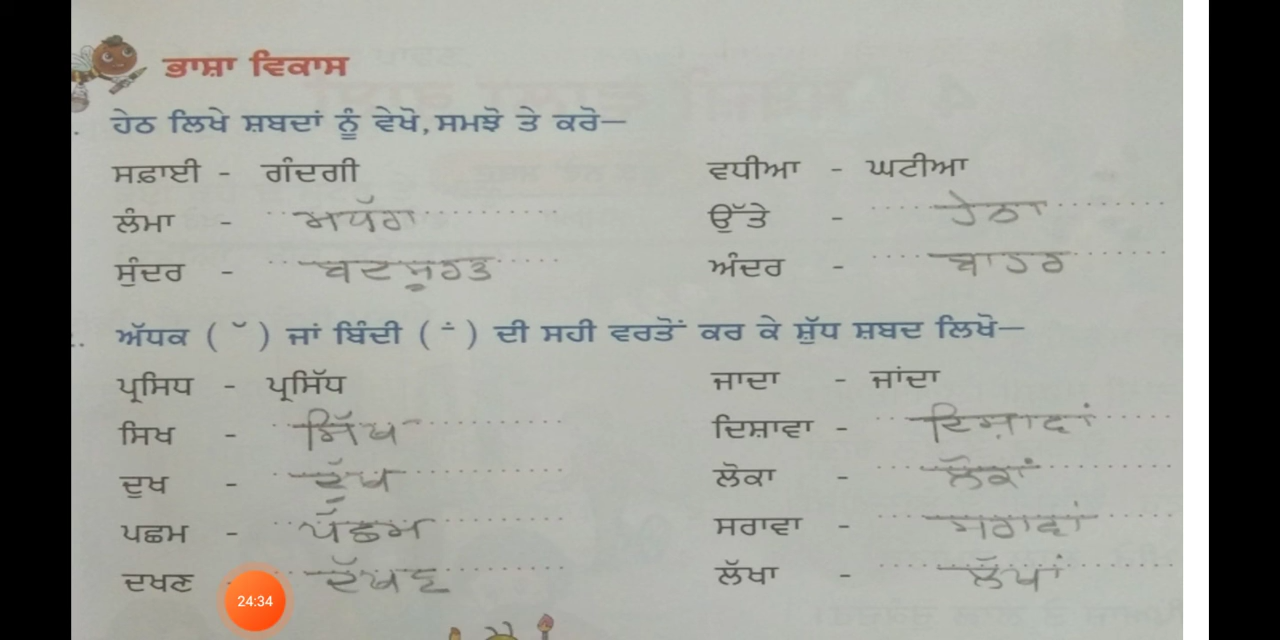 ਭਾਸ਼ਾ ਵਿਕਾਸ
ਹੇਠ ਲਿਖੇ ਸ਼ਬਦਾਂ ਨੂੰ ਵੇਖੋ, ਸਮਝੋ ਤੇ ਕਰੋ—
ਸਫ਼ਾਈ - ਗੰਦਗੀ ਵਧੀਆ - ਘਟੀਆ
ਲੰਮਾ - ਮਧੱਰਾ ਉੱਤੇ - ਹੇਠਾ
ਸੁੰਦਰ - ਬਦਸੂਰਤ ਅੰਦਰ - ਬਾਹਰ
ਅੱਧਕ ( ੱ ) ਜਾਂ ਬਿੰਦੀ ( ਂ ) ਦੀ ਸਹੀ ਵਰਤੋਂ ਕਰ ਕੇ ਸ਼ੁੱਧ ਸ਼ਬਦ ਲਿਖੋ—
ਪ੍ਰਸਿਧ - ਪ੍ਰਸਿੱਧ ਜਾਦਾ - ਜਾਂਦਾ
ਸਿਖ - ਸਿੱਖ ਦਿਸ਼ਾਵਾ - ਦਿਸ਼ਾਵਾਂ
ਦੁਖ - ਦੁੱਖ ਲੋਕਾ - ਲੋਕਾਂ
ਪਛਮ - ਪੱਛਮ ਸਰਾਵਾ - ਸਰਾਵਾਂ
ਦਖਣ - ਦੱਖਣ ਲੱਖਾ - ਲੱਖਾਂ
24:34